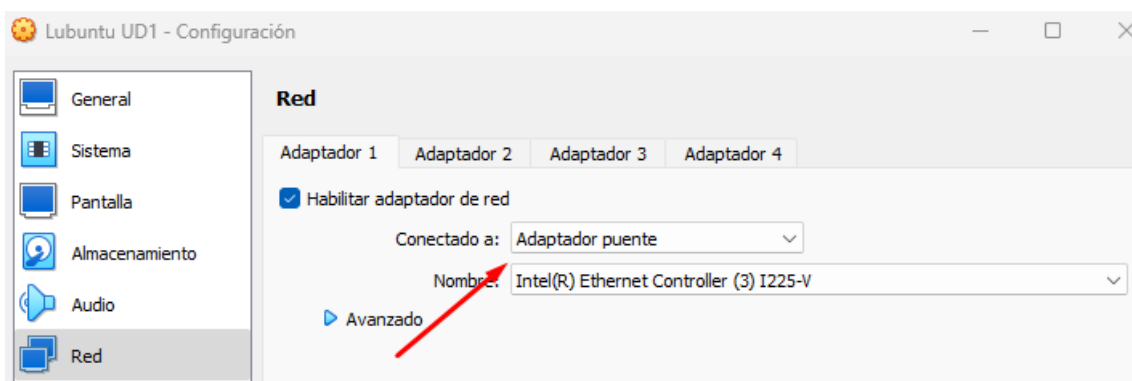 Lubuntu UD1 - Configuración
General
Sistema
Pantalla
Almacenamiento
Audio
Red
Red
Adaptador 1 Adaptador 2 Adaptador 3 Adaptador 4
Habilitar adaptador de red
Conectado a: Adaptador puente
Nombre: Intel(R) Ethernet Controller (3) I225-V
Avanzado